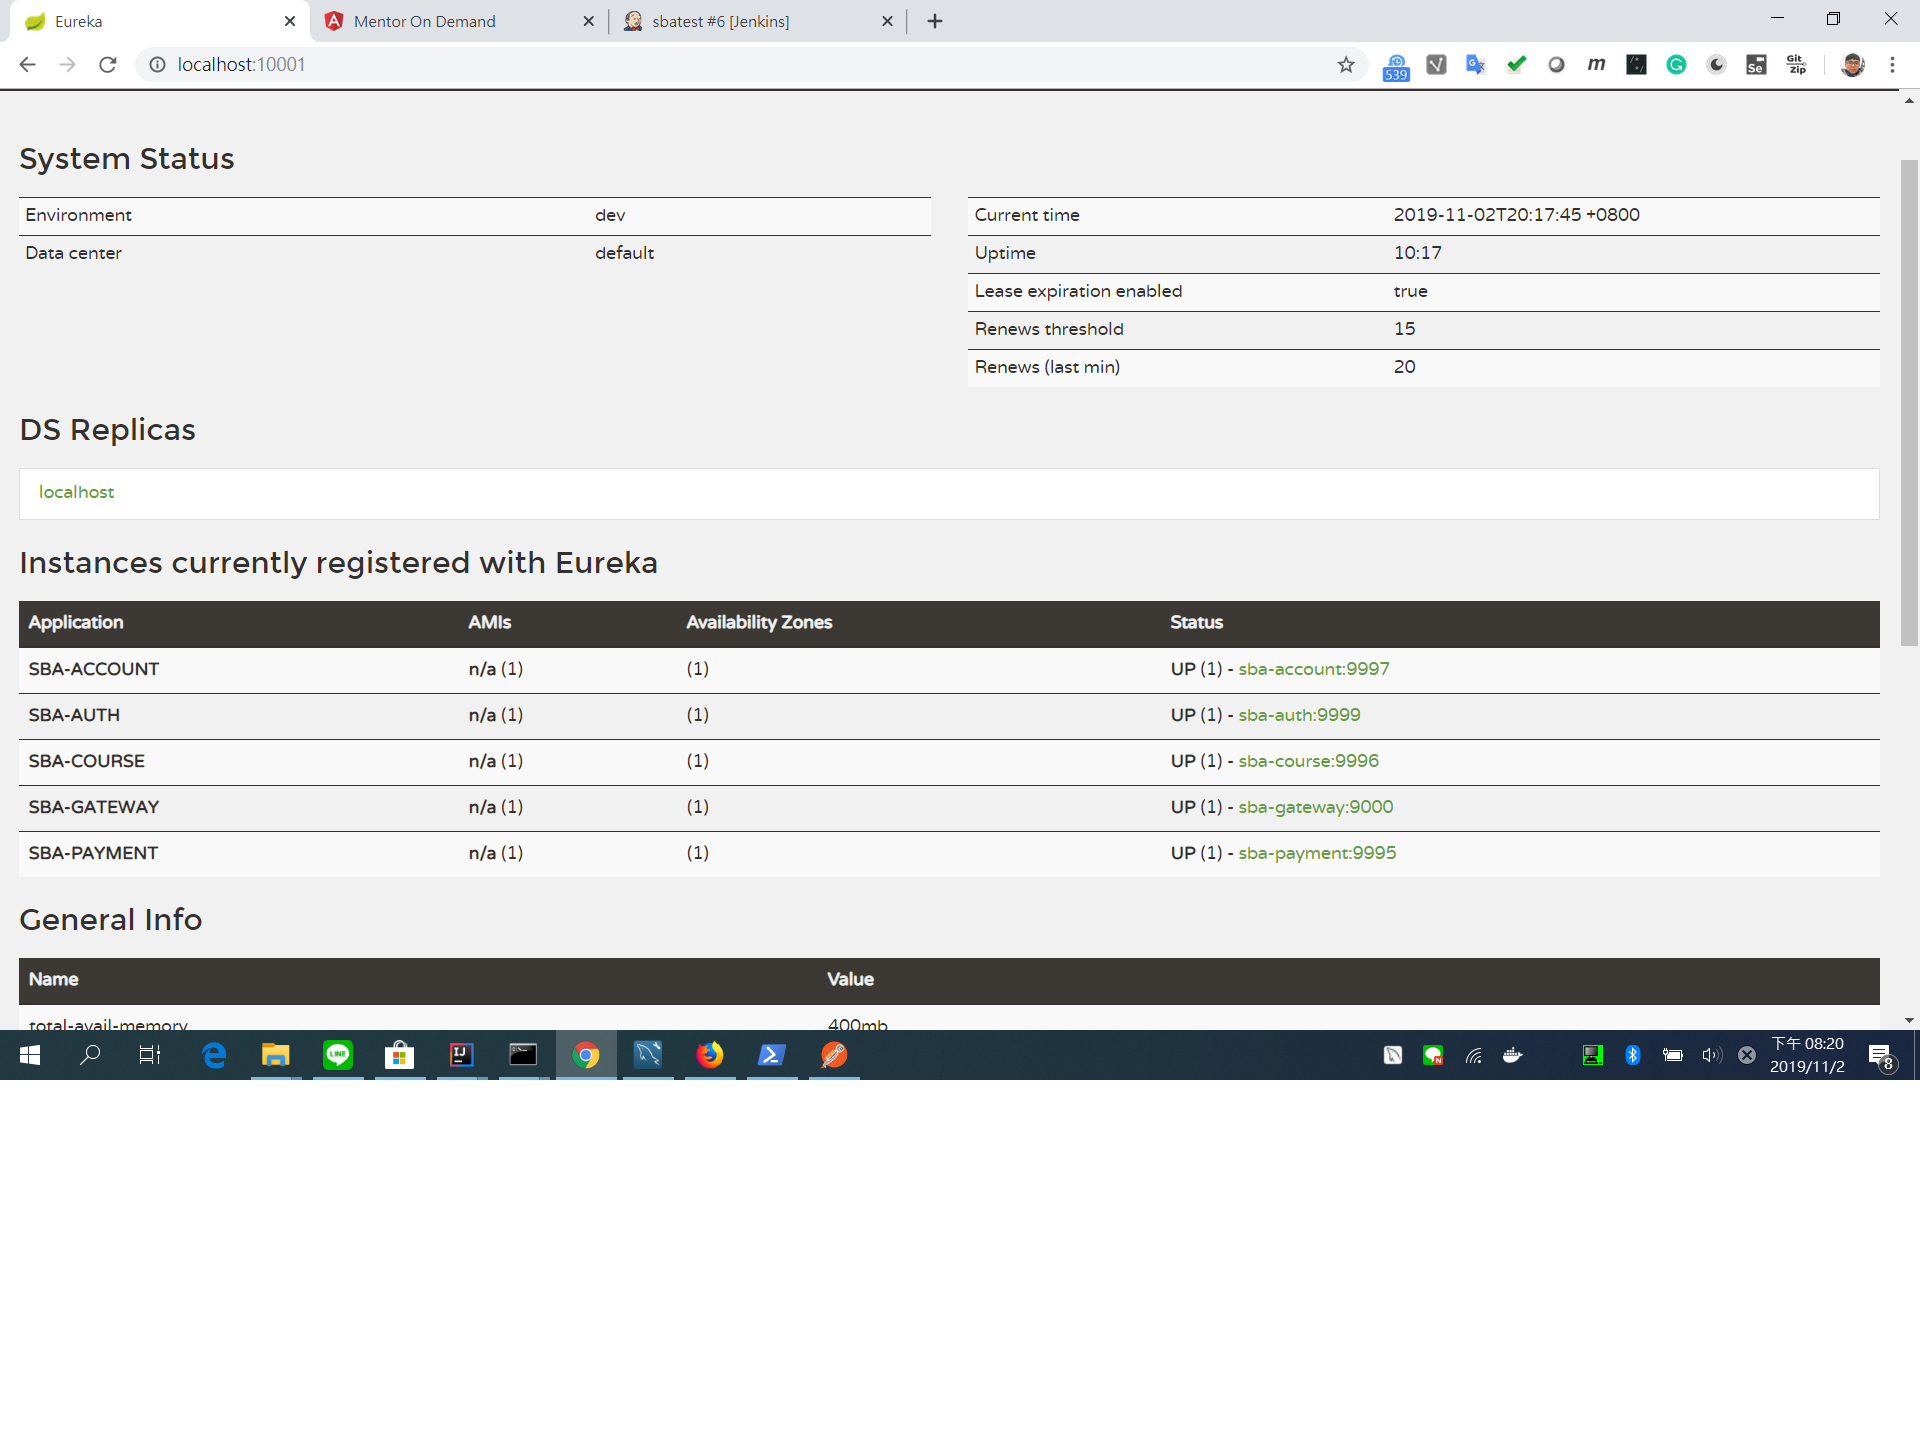 Eureka
Mentor On Demand
sbatest #6 [Jenkins]
localhost:10001
539
Se
Git
Zip
System Status
Environment dev
Data center default
Current time 2019-11-02T20:17:45 +0800
Uptime 10:17
Lease expiration enabled true
Renews threshold 15
Renews (last min) 20
DS Replicas
localhost
Instances currently registered with Eureka
Application AMIs Availability Zones Status
SBA-ACCOUNT n/a (1) (1) UP (1) - sba-account:9997
SBA-AUTH n/a (1) (1) UP (1) - sba-auth:9999
SBA-COURSE n/a (1) (1) UP (1) - sba-course:9996
SBA-GATEWAY n/a (1) (1) UP (1) - sba-gateway:9000
SBA-PAYMENT n/a (1) (1) UP (1) - sba-payment:9995
General Info
Name Value
total-avail-memory 400mb
LINE
IJ
下午 08:20
2019/11/2
8